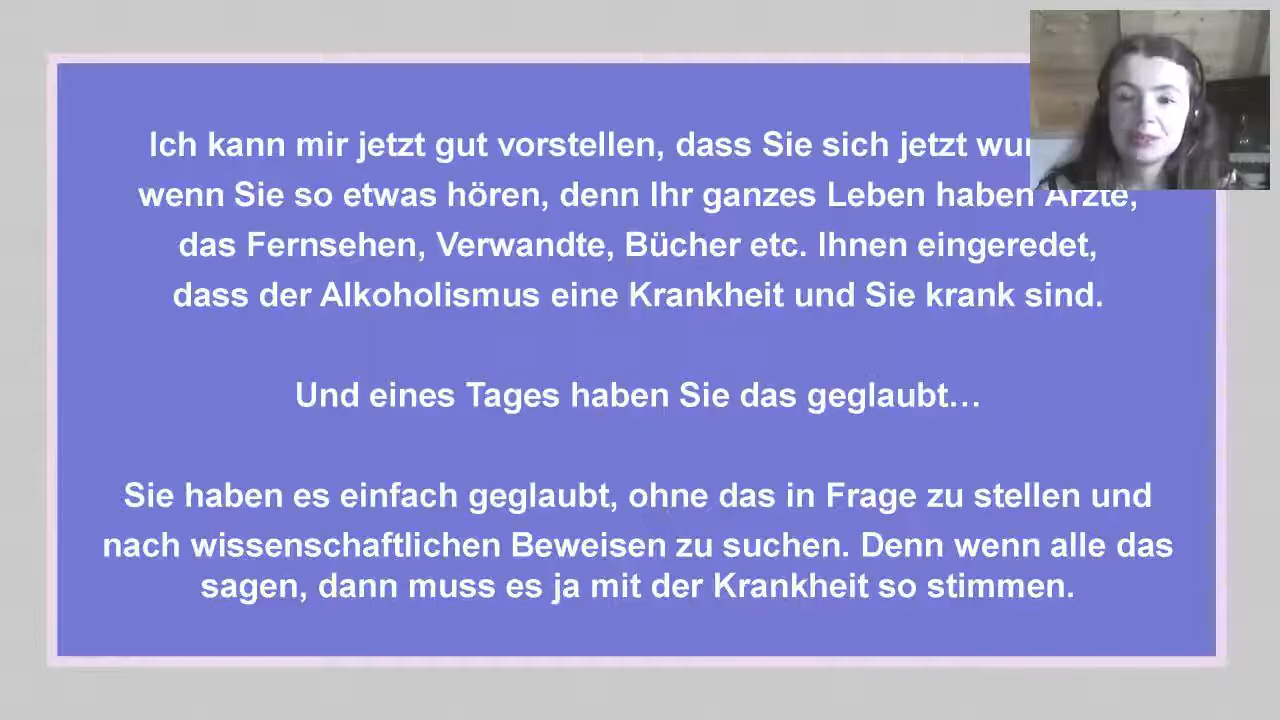 Ich kann mir jetzt gut vorstellen, dass Sie sich jetzt
wenn Sie so etwas hören, denn Ihr ganzes Leben haben Ärzte,
das Fernsehen, Verwandte, Bücher etc. Ihnen eingeredet,
dass der Alkoholismus eine Krankheit und Sie krank sind.
Und eines Tages haben Sie das geglaubt…
Sie haben es einfach geglaubt, ohne das in Frage zu stellen und
nach wissenschaftlichen Beweisen zu suchen. Denn wenn alle das
sagen, dann muss es ja mit der Krankheit so stimmen.